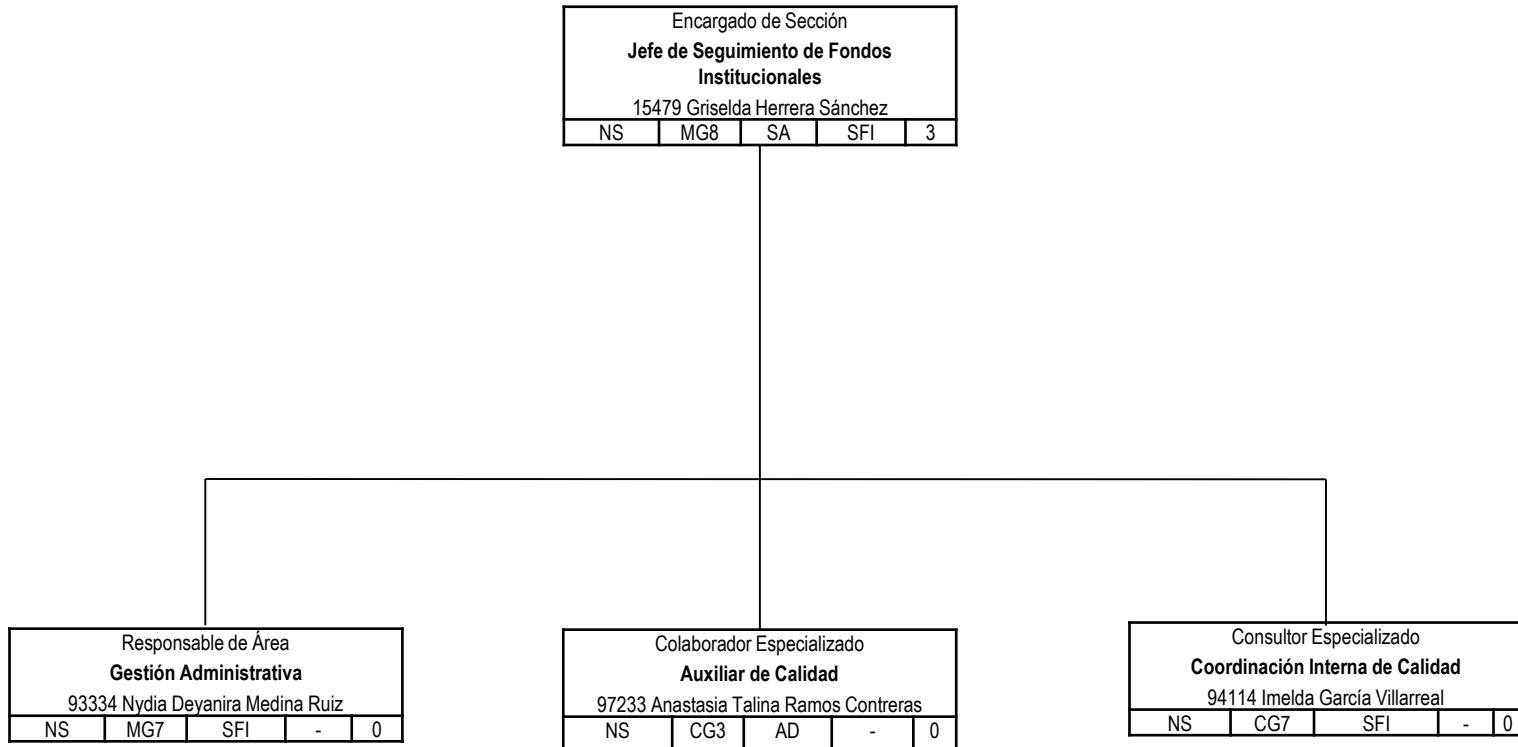 Encargado de Sección
Jefe de Seguimiento de Fondos
Institucionales
15479 Griselda Herrera Sánchez
NS MG8 SA SFI 3
Responsable de Área
Gestión Administrativa
93334 Nydia Deyanira Medina Ruiz
NS MG7 SFI - 0
Colaborador Especializado
Auxiliar de Calidad
97233 Anastasia Talina Ramos Contreras
NS CG3 AD - 0
Consultor Especializado
Coordinación Interna de Calidad
94114 Imelda García Villarreal
NS CG7 SFI - 0